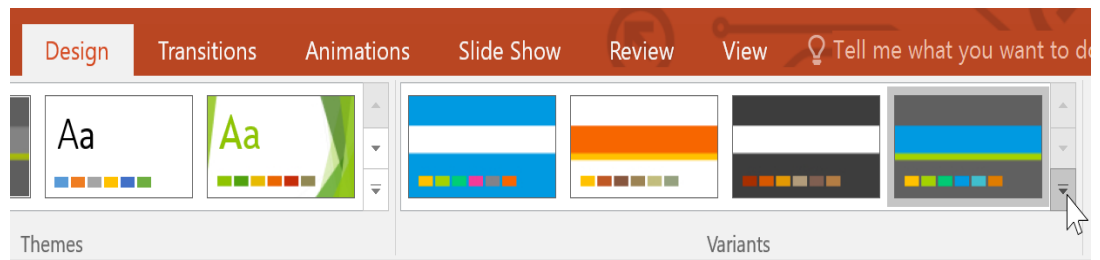 Design Transitions Animations Slide Show Review View Tell me what you want to
Aa Aa
Themes Variants